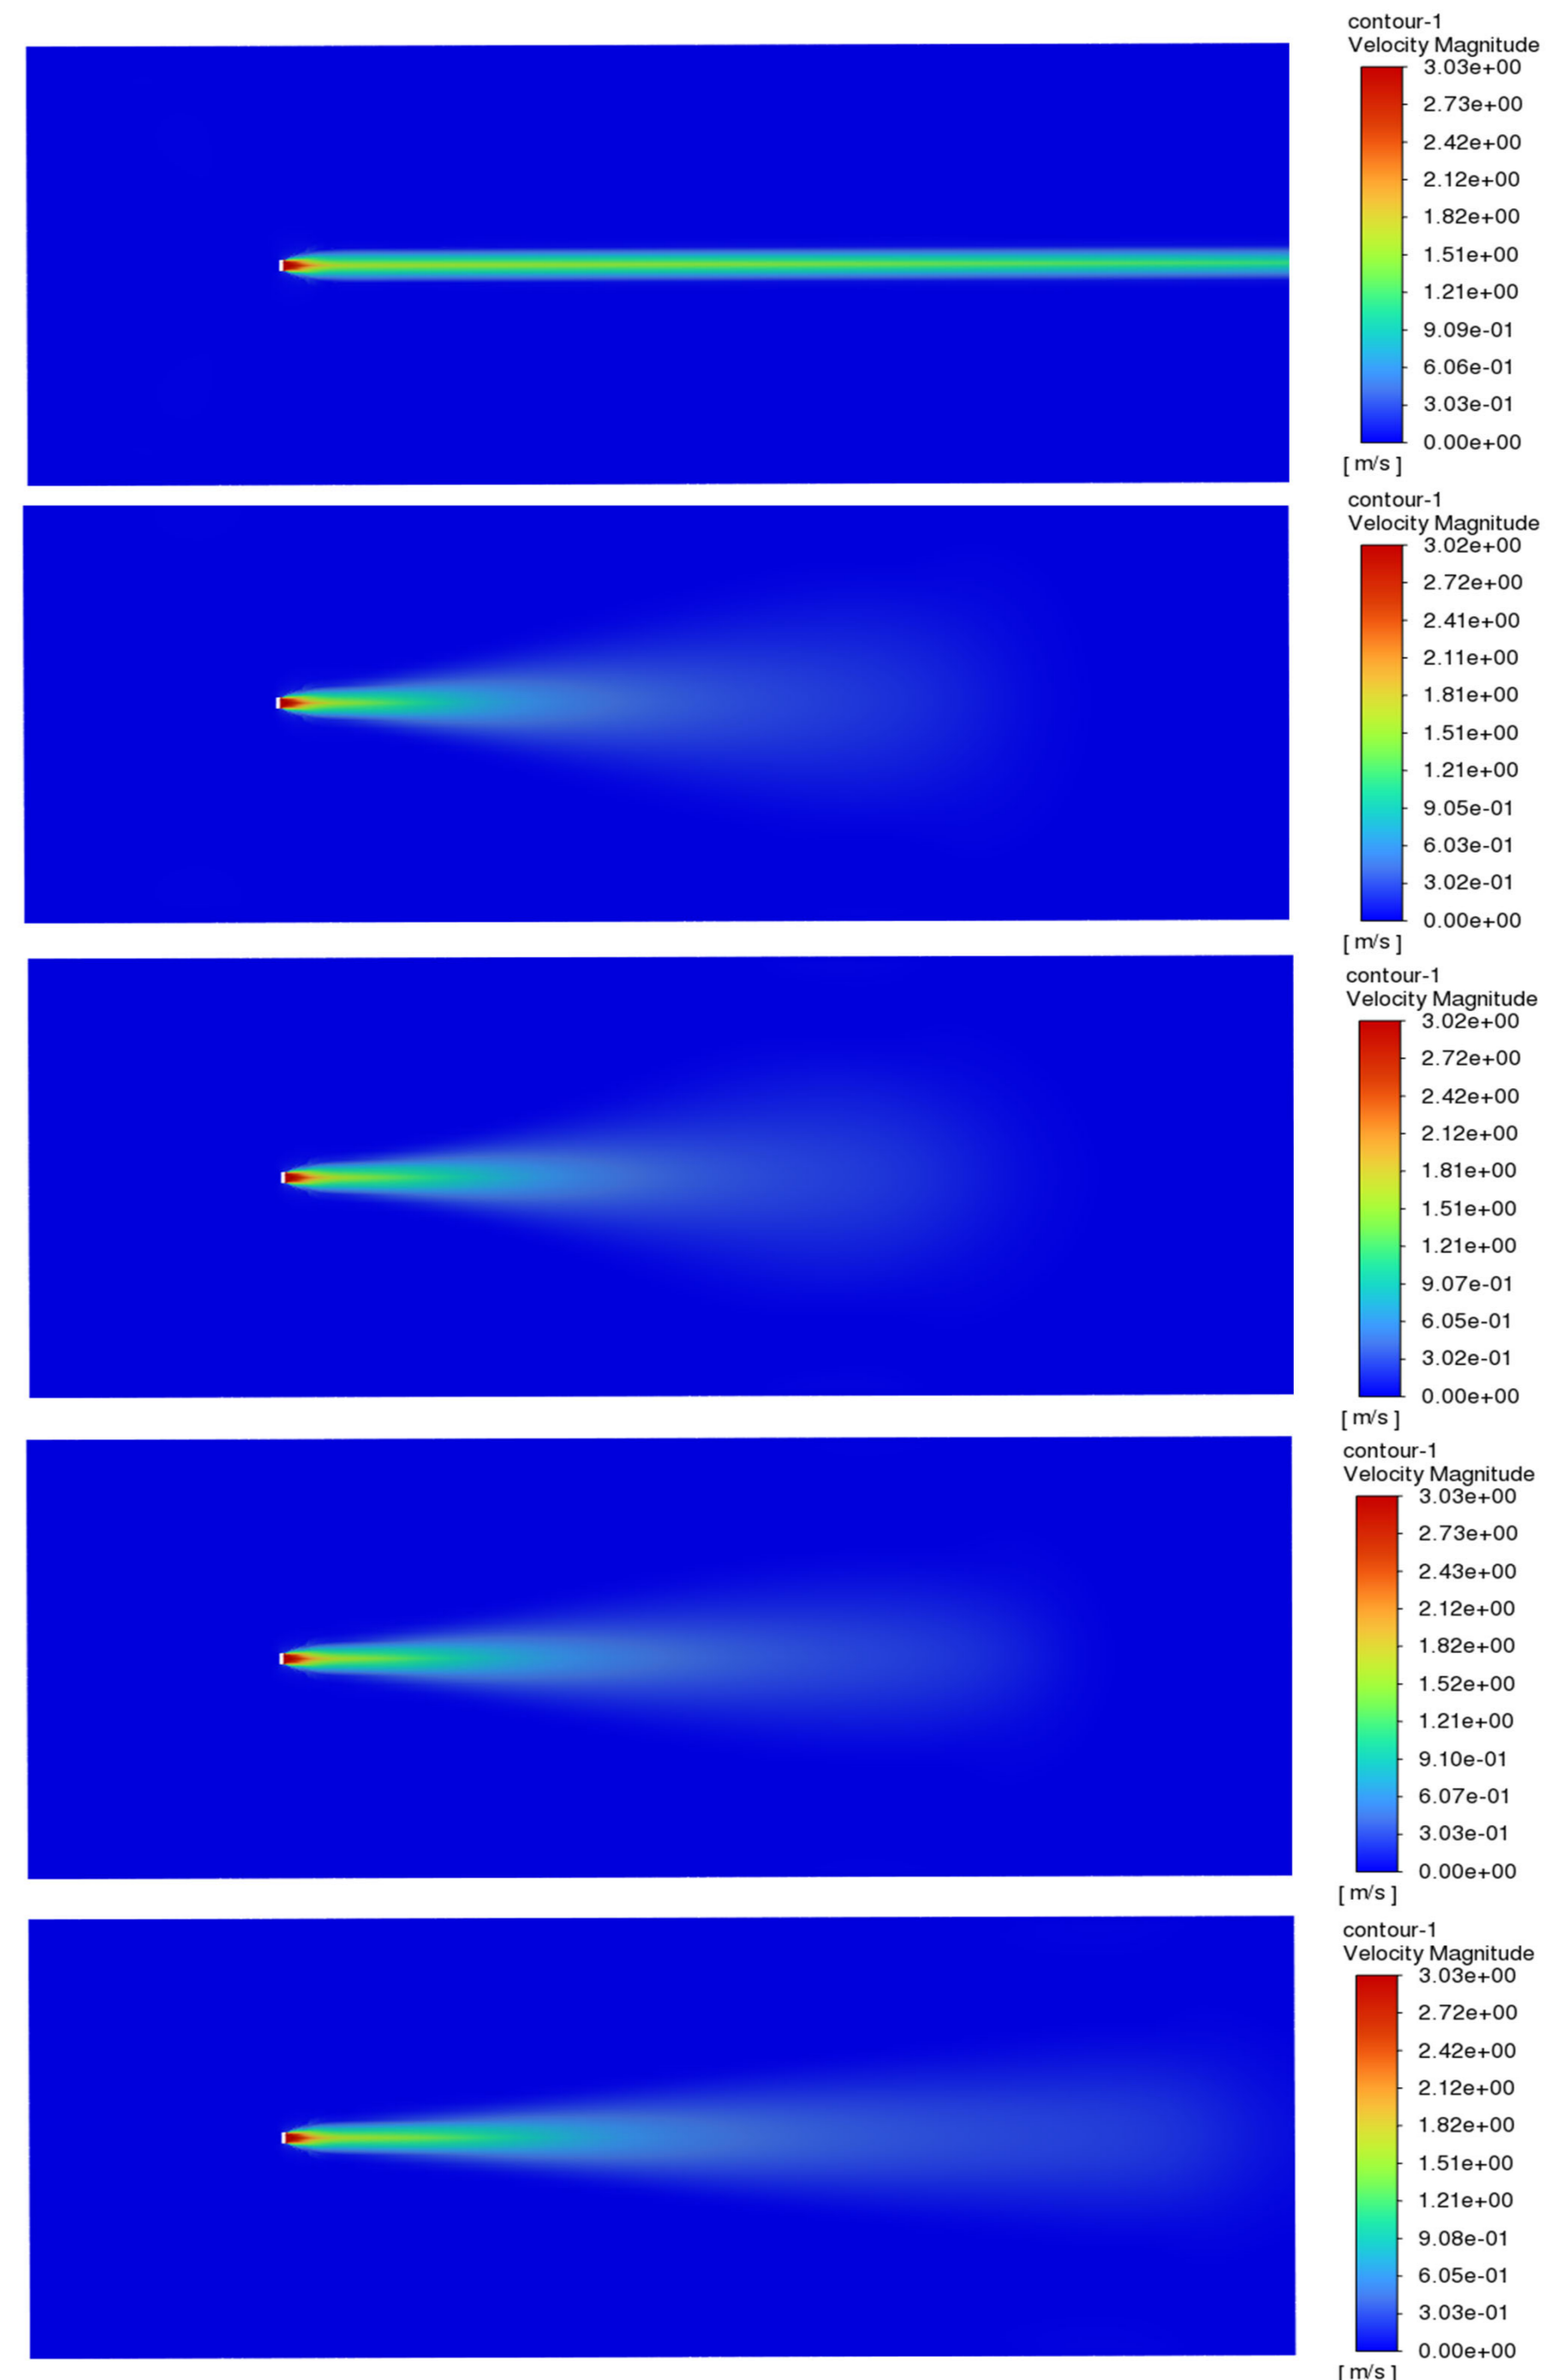 contour-1
Velocity Magnitude
3.03e+00
2.73e+00
2.42e+00
2.12e+00
1.82e+00
1.51e+00
1.21e+00
9.09e-01
6.06e-01
3.03e-01
0.00e+00
[ m/s ]
contour-1
Velocity Magnitude
3.02e+00
2.72e+00
2.41e+00
2.11e+00
1.81e+00
1.51e+00
1.21e+00
9.05e-01
6.03e-01
3.02e-01
0.00e+00
[ m/s ]
contour-1
Velocity Magnitude
3.02e+00
2.72e+00
2.42e+00
2.12e+00
1.81e+00
1.51e+00
1.21e+00
9.07e-01
6.05e-01
3.02e-01
0.00e+00
[ m/s ]
contour-1
Velocity Magnitude
3.03e+00
2.73e+00
2.43e+00
2.12e+00
1.82e+00
1.52e+00
1.21e+00
9.10e-01
6.07e-01
3.03e-01
0.00e+00
[ m/s ]
contour-1
Velocity Magnitude
3.03e+00
2.72e+00
2.42e+00
2.12e+00
1.82e+00
1.51e+00
1.21e+00
9.08e-01
6.05e-01
3.03e-01
0.00e+00
[ m/s ]